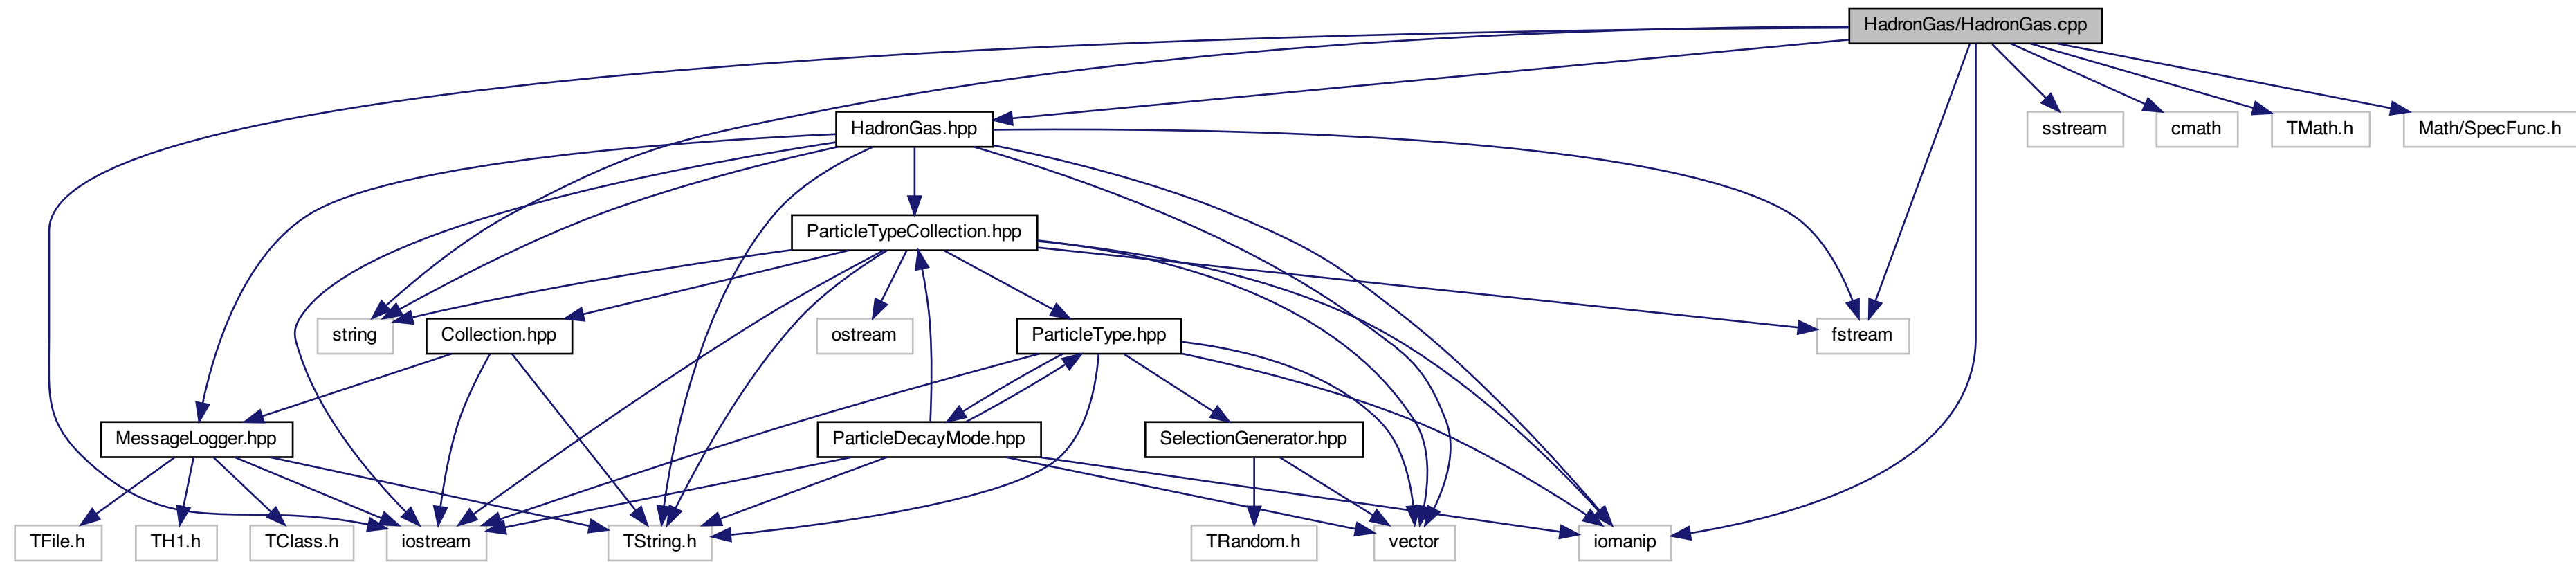 HadronGas/HadronGas.cpp
HadronGas.hpp
sstream
cmath
TMath.h
Math/SpecFunc.h
ParticleTypeCollection.hpp
string
Collection.hpp
ostream
ParticleType.hpp
fstream
MessageLogger.hpp
ParticleDecayMode.hpp
SelectionGenerator.hpp
TFile.h
TH1.h
TClass.h
iostream
TString.h
TRandom.h
vector
iomanip